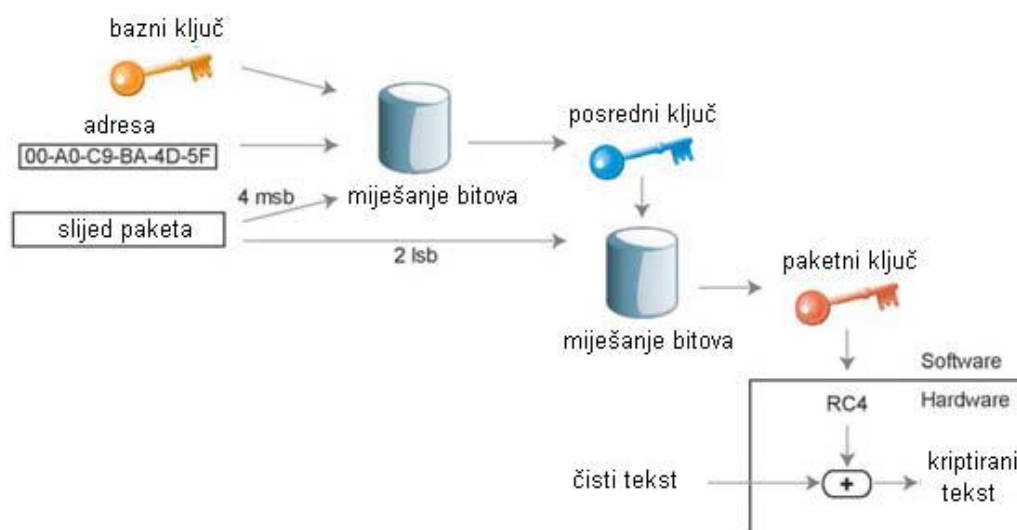 bazni ključ
adresa
00-A0-C9-BA-4D-5F
posredni ključ
4 msb
miješanje bitova
slijed paketa
2 lsb
paketni ključ
miješanje bitova
Software
RC4
Hardware
čisti tekst
+
kriptirani
tekst